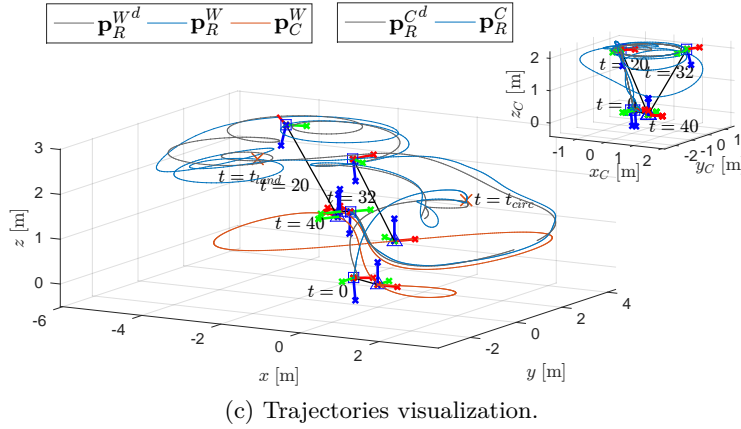 p_R^{W^d} p_R^W p_C^W
p_R^{C^d} p_R^C
z_C [m]
2
1
0
t = 20
t = 32
t = 0
t = 40
-1 0 1 2
x_C [m]
-2 -1 0 1 2
y_C [m]
z [m]
3
2
1
0
t = t_land
t = 20
t = 32
t = 40
t = t_circ
t = 0
-6 -4 -2 0 2
x [m]
-2 0 2 4
y [m]
(c) Trajectories visualization.